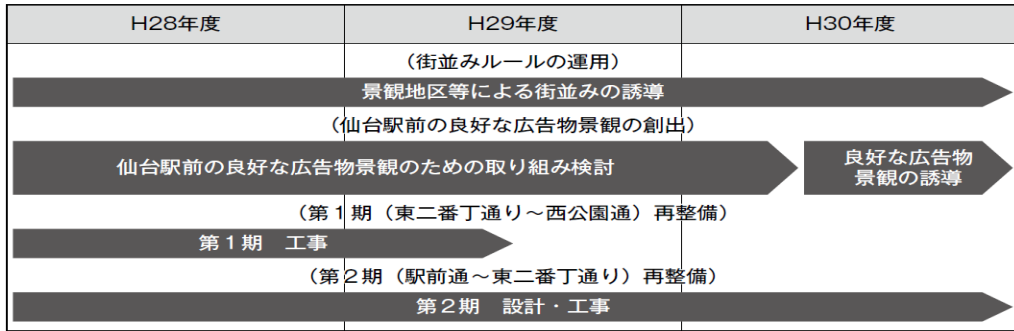 H28年度 H29年度 H30年度
（街並みルールの運用）
景観地区等による街並みの誘導
（仙台駅前の良好な広告物景観の創出）
仙台駅前の良好な広告物景観のための取り組み検討
良好な広告物
景観の誘導
（第１期（東二番丁通り～西公園通）再整備）
第１期　工事
（第２期（駅前通～東二番丁通り）再整備）
第２期　設計・工事